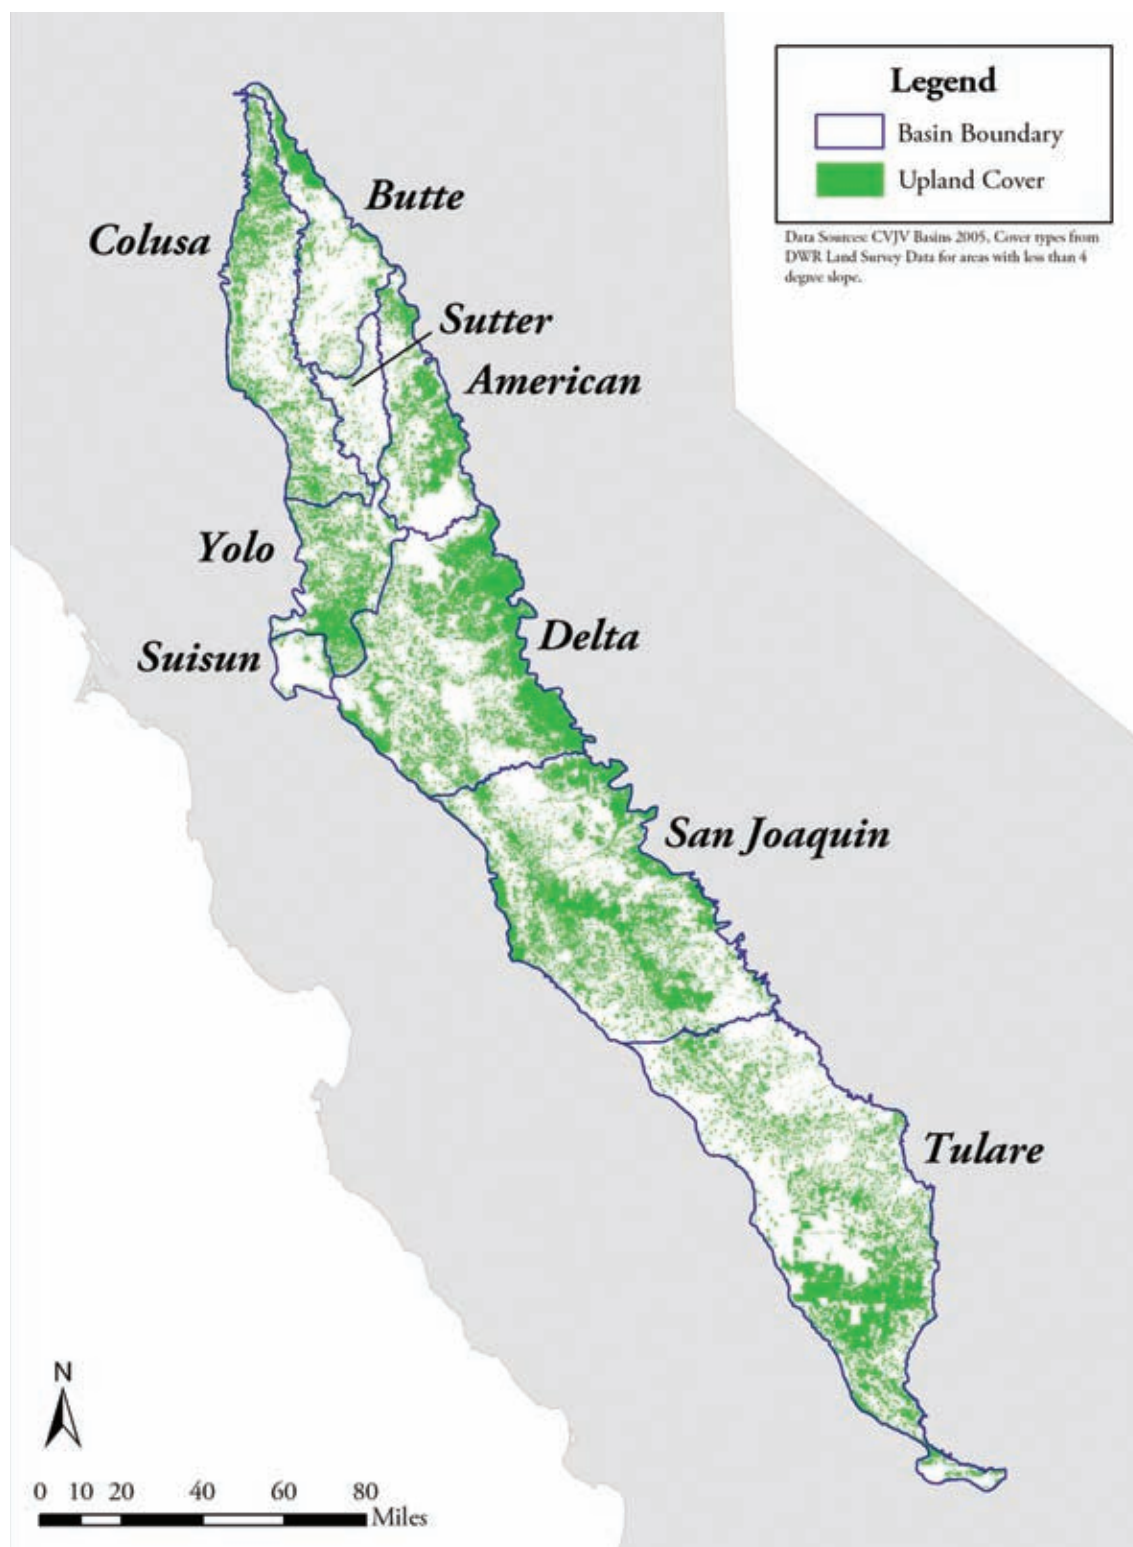 Legend
Basin Boundary
Upland Cover
Data Sources: CVJV Basins 2005, Cover types from
DWR Land Survey Data for areas with less than 4
degree slope.
Butte
Colusa
Sutter
American
Yolo
Delta
Suisun
San Joaquin
Tulare
N
0 10 20 40 60 80
Miles